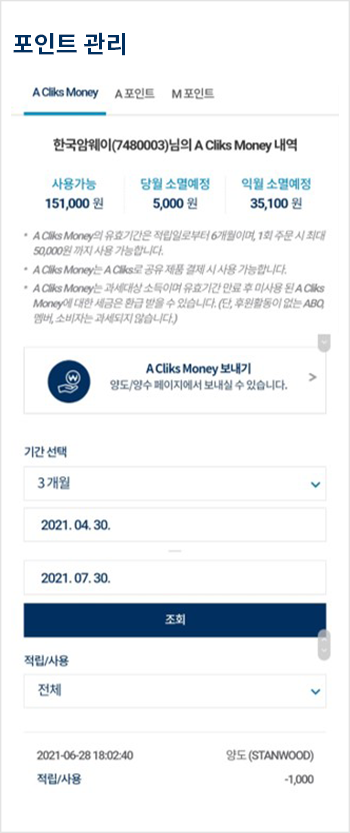 포인트 관리
A Cliks Money A 포인트 M 포인트
한국암웨이(7480003)님의 A Cliks Money 내역
사용가능 당월 소멸예정 익월 소멸예정
151,000 원 5,000 원 35,100 원
* A Cliks Money의 유효기간은 적립일로부터 6개월이며, 1회 주문 시 최대
50,000원 까지 사용 가능합니다.
* A Cliks Money는 A Cliks로 공유 제품 결제 시 사용 가능합니다.
* A Cliks Money는 과세대상 소득이며 유효기간 만료 후 미사용 된 A Cliks
Money에 대한 세금은 환급 받을 수 있습니다. (단, 후원활동이 없는 ABO,
멤버, 소비자는 과세되지 않습니다.)
A Cliks Money 보내기
양도/양수 페이지에서 보내실 수 있습니다.
기간 선택
3 개월
2021. 04. 30.
2021. 07. 30.
조회
적립/사용
전체
2021-06-28 18:02:40 양도 (STANWOOD)
적립/사용 -1,000